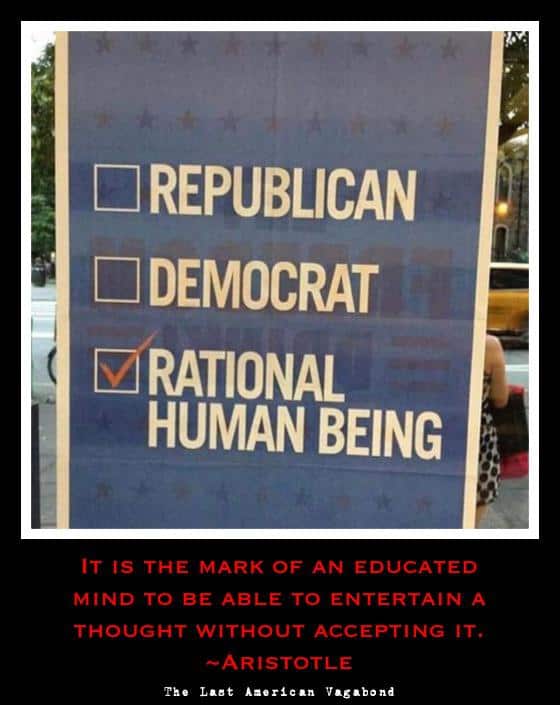 REPUBLICAN
DEMOCRAT
RATIONAL
HUMAN BEING
It is the mark of an educated
mind to be able to entertain a
thought without accepting it.
~Aristotle
The Last American Vagabond